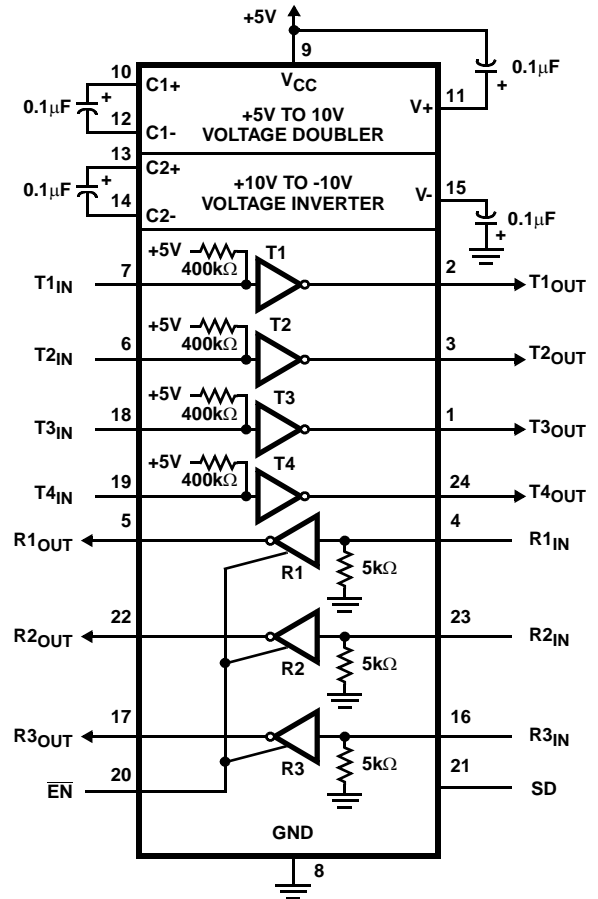 +5V
9
10 C1+ VCC 0.1µF
+
0.1µF + +5V TO 10V V+ 11
12 C1- VOLTAGE DOUBLER
13 C2+
0.1µF + +10V TO -10V V- 15
14 C2- VOLTAGE INVERTER 0.1µF
+
+5V T1
400kΩ
T1IN 7 2 T1OUT
+5V T2
400kΩ
T2IN 6 3 T2OUT
+5V T3
400kΩ
T3IN 18 1 T3OUT
+5V T4
400kΩ
T4IN 19 24 T4OUT
R1OUT 5 4 R1IN
R1 5kΩ
R2OUT 22 23 R2IN
R2 5kΩ
R3OUT 17 16 R3IN
R3 5kΩ
EN 20 21 SD
GND
8